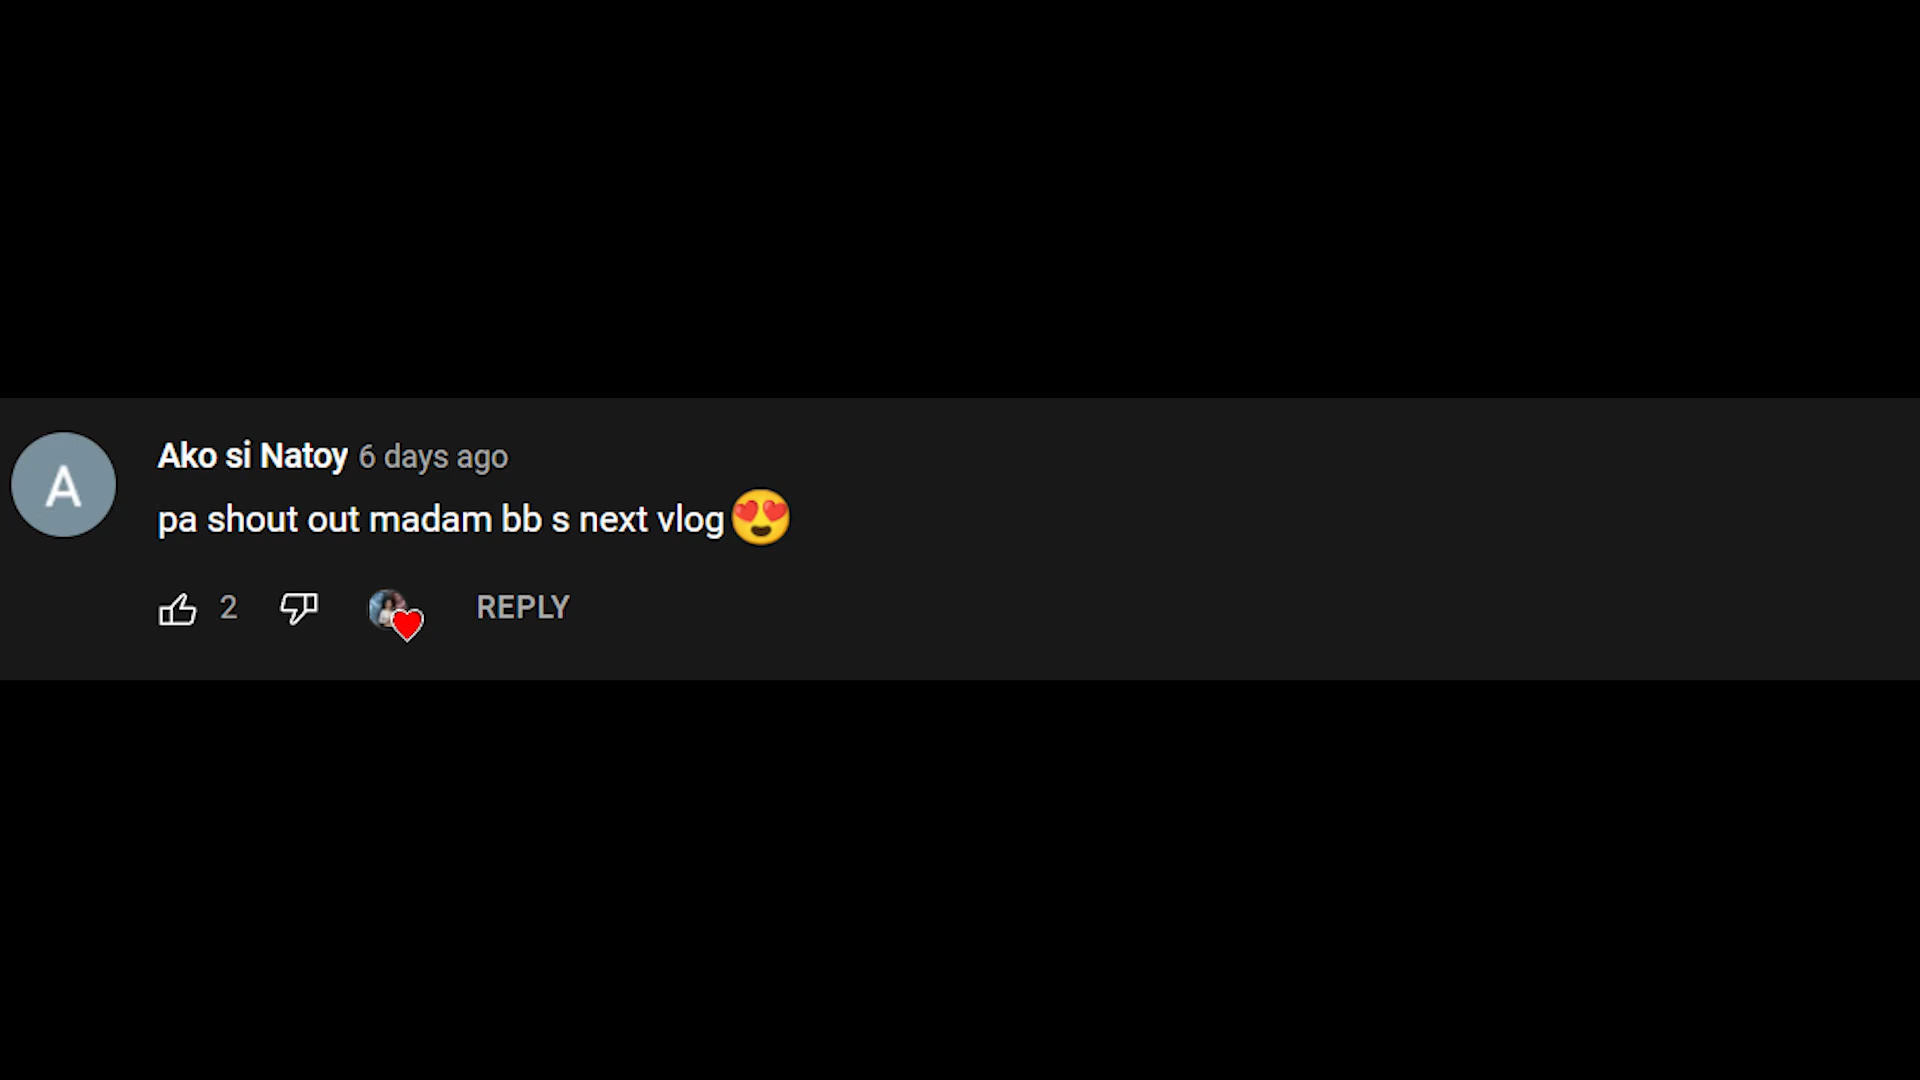 A
Ako si Natoy 6 days ago
pa shout out madam bb s next vlog😍
2 REPLY